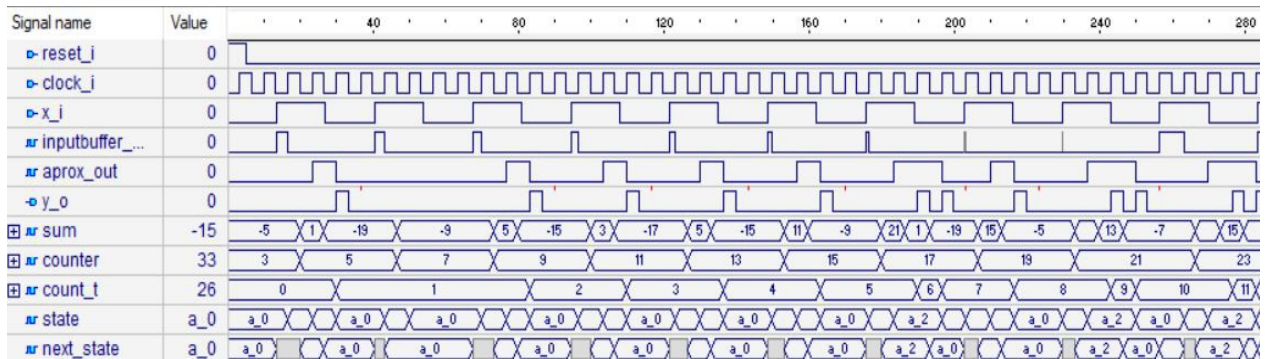 Signal name Value 40 80 120 160 200 240 280
reset_i 0
clock_i 0
x_i 0
inputbuffer_... 0
aprox_out 0
y_o 0
sum -15 -5 1 -19 -9 5 -15 3 -17 5 -15 11 -9 21 1 -19 15 -5 13 -7 15
counter 33 3 5 7 9 11 13 15 17 19 21 23
count_t 26 0 1 2 3 4 5 6 7 8 9 10 11
state a_0 a_0 a_0 a_0 a_0 a_0 a_0 a_0 a_2 a_0 a_2 a_0 a_2
next_state a_0 a_0 a_0 a_0 a_0 a_0 a_0 a_0 a_2 a_0 a_0 a_2 a_0 a_2